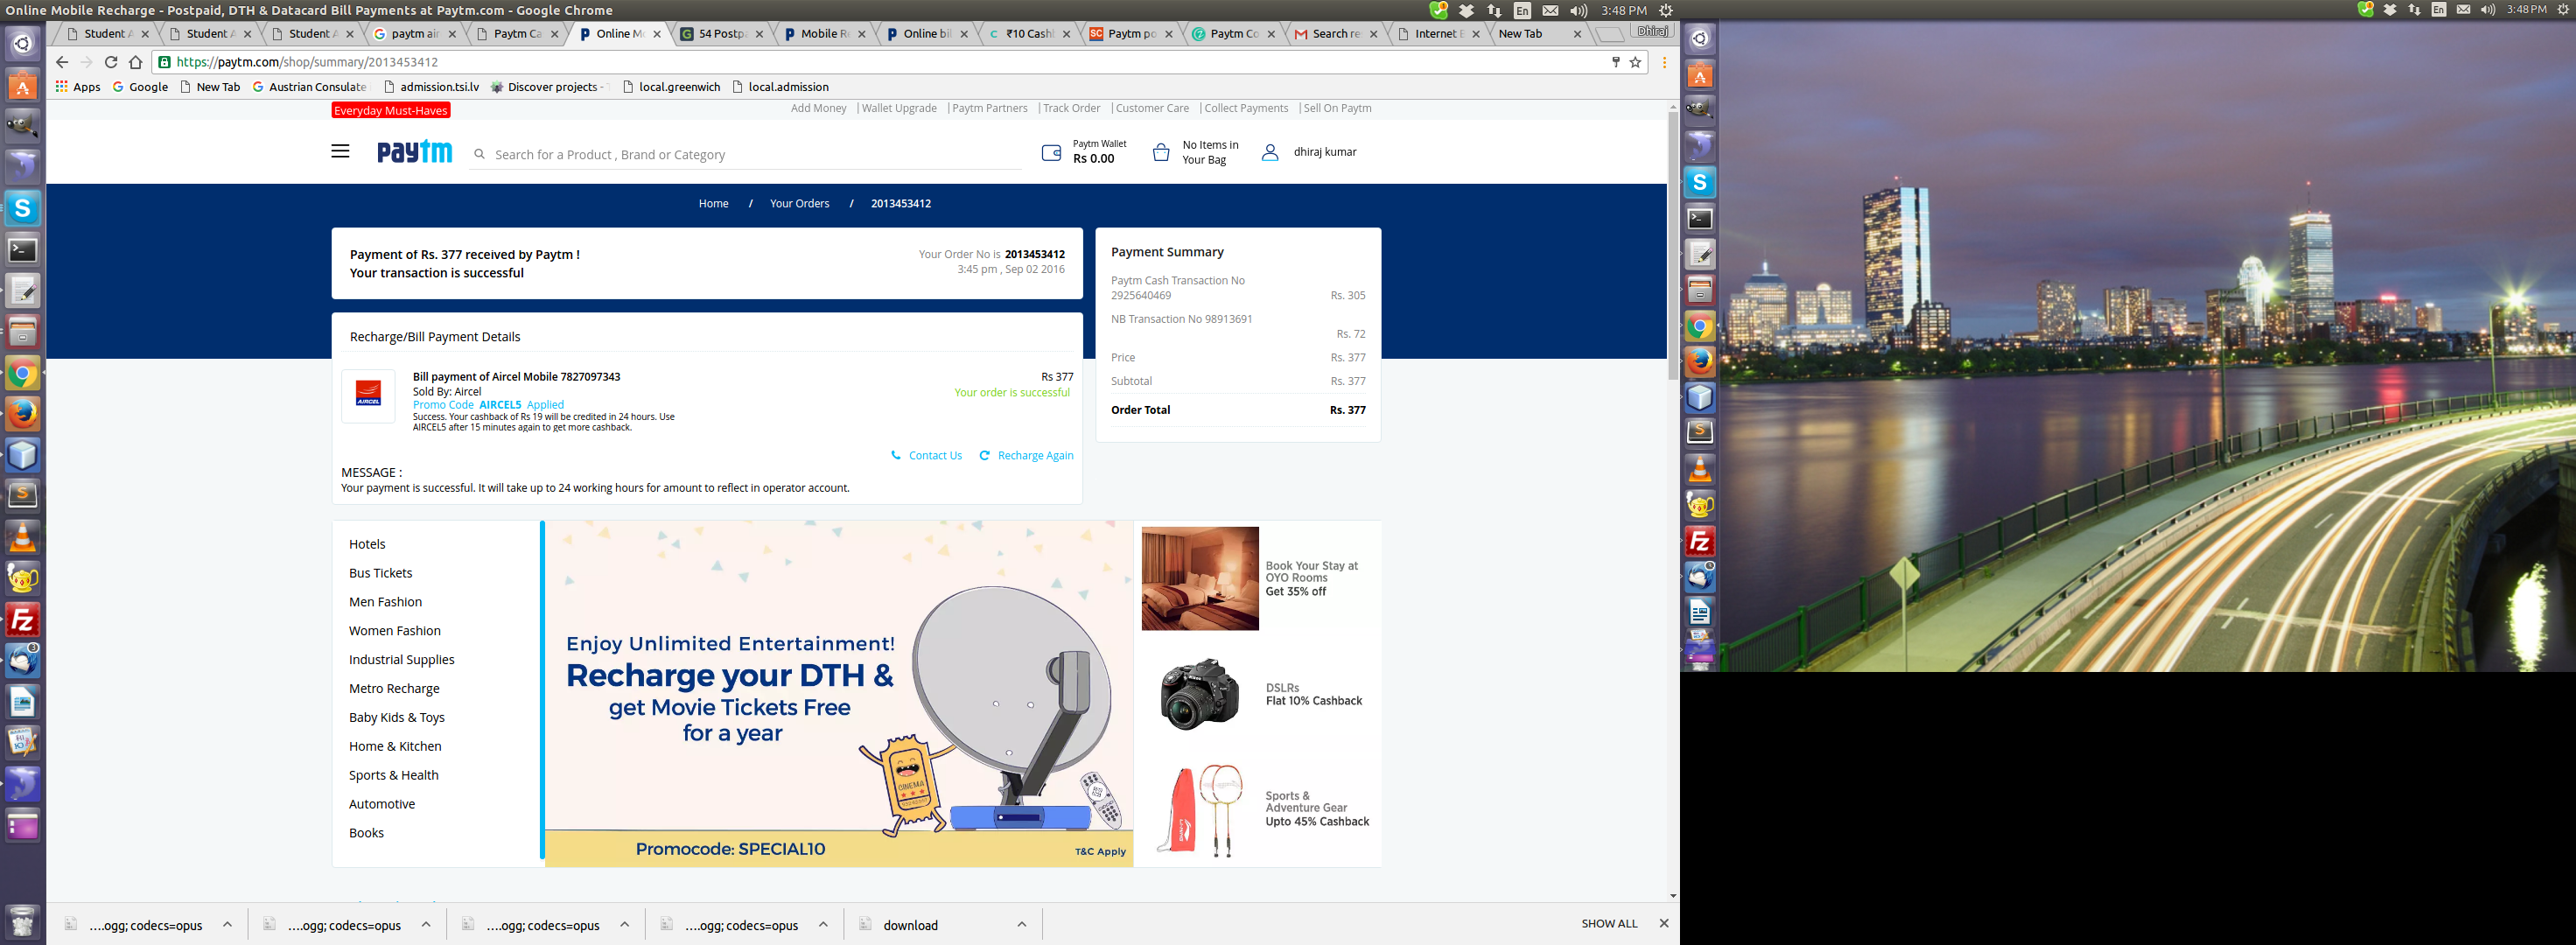 Online Mobile Recharge - Postpaid, DTH & Datacard Bill Payments at Paytm.com - Google Chrome
En
3:48 PM
En
3:48 PM
Student A
Student A
Student A
paytm air
Paytm Ca
Online Mo
54 Postp
Mobile R
Online bil
₹10 Cash
Paytm po
Paytm Co
Search re
Internet B
New Tab
Dhiraj
https://paytm.com/shop/summary/2013453412
Apps
Google
New Tab
Austrian Consulate
admission.tsi.lv
Discover projects -
local.greenwich
local.admission
Everyday Must-Haves
Add Money | Wallet Upgrade | Paytm Partners | Track Order | Customer Care | Collect Payments | Sell On Paytm
paytm
Search for a Product , Brand or Category
Paytm Wallet
Rs 0.00
No Items in
Your Bag
dhiraj kumar
Home / Your Orders / 2013453412
Payment of Rs. 377 received by Paytm !
Your transaction is successful
Your Order No is 2013453412
3:45 pm , Sep 02 2016
Payment Summary
Paytm Cash Transaction No
2925640469 Rs. 305
NB Transaction No 98913691
Rs. 72
Price Rs. 377
Subtotal Rs. 377
Order Total Rs. 377
Recharge/Bill Payment Details
AIRCEL
Bill payment of Aircel Mobile 7827097343
Rs 377
Sold By: Aircel
Your order is successful
Promo Code AIRCEL5 Applied
Success. Your cashback of Rs 19 will be credited in 24 hours. Use
AIRCEL5 after 15 minutes again to get more cashback.
Contact Us
Recharge Again
MESSAGE :
Your payment is successful. It will take up to 24 working hours for amount to reflect in operator account.
Hotels
Bus Tickets
Men Fashion
Women Fashion
Industrial Supplies
Metro Recharge
Baby Kids & Toys
Home & Kitchen
Sports & Health
Automotive
Books
Enjoy Unlimited Entertainment!
Recharge your DTH &
get Movie Tickets Free
for a year
CINEMA
Promocode: SPECIAL10
T&C Apply
Book Your Stay at
OYO Rooms
Get 35% off
DSLRs
Flat 10% Cashback
Sports &
Adventure Gear
Upto 45% Cashback
....ogg; codecs=opus
....ogg; codecs=opus
....ogg; codecs=opus
....ogg; codecs=opus
download
SHOW ALL